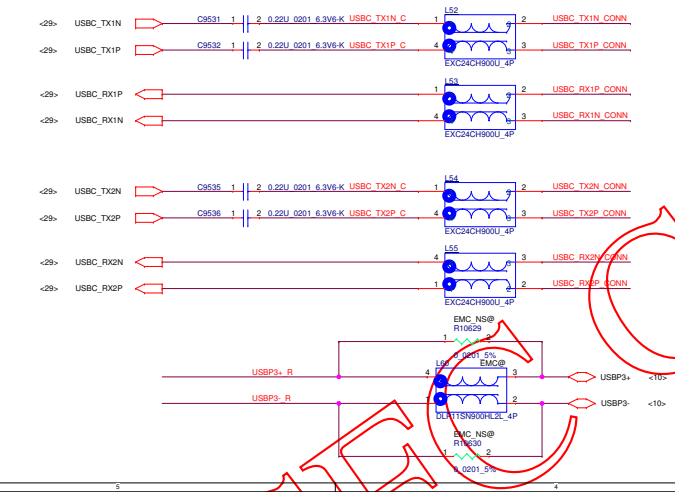 L52
<29> USBC_TX1N C9531 1 2 0.22U_0201_6.3V6-K USBC_TX1N_C 1 2 USBC_TX1N_CONN
<29> USBC_TX1P C9532 1 2 0.22U_0201_6.3V6-K USBC_TX1P_C 4 3 USBC_TX1P_CONN
EXC24CH900U_4P
L53
<29> USBC_RX1P 1 2 USBC_RX1P_CONN
<29> USBC_RX1N 4 3 USBC_RX1N_CONN
EXC24CH900U_4P
L54
<29> USBC_TX2N C9535 1 2 0.22U_0201_6.3V6-K USBC_TX2N_C 1 2 USBC_TX2N_CONN
<29> USBC_TX2P C9536 1 2 0.22U_0201_6.3V6-K USBC_TX2P_C 4 3 USBC_TX2P_CONN
EXC24CH900U_4P
L55
<29> USBC_RX2N 4 3 USBC_RX2N_CONN
<29> USBC_RX2P 1 2 USBC_RX2P_CONN
EXC24CH900U_4P
EMC_NS@
R10629
1 2
0_0201_5%
EMC@
USBP3+_R 4 3 USBP3+ <10>
USBP3-_R 1 2 USBP3- <10>
DLP11SN900HL2L_4P
EMC_NS@
R10630
1 2
0_0201_5%
5 4